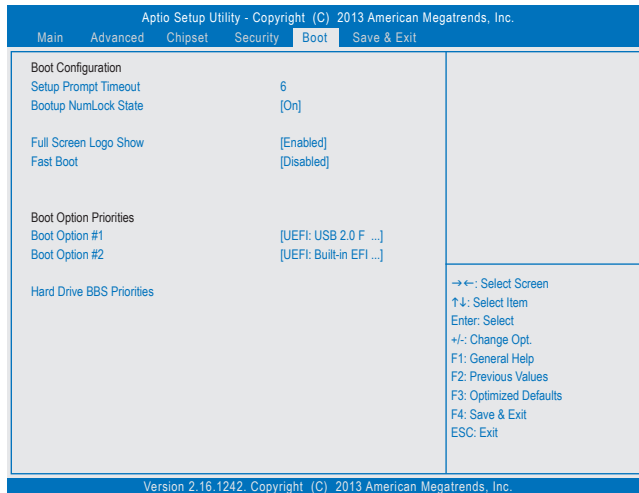 Aptio Setup Utility - Copyright (C) 2013 American Megatrends, Inc.
Main Advanced Chipset Security Boot Save & Exit
Boot Configuration
Setup Prompt Timeout 6
Bootup NumLock State [On]
Full Screen Logo Show [Enabled]
Fast Boot [Disabled]
Boot Option Priorities
Boot Option #1 [UEFI: USB 2.0 F ...]
Boot Option #2 [UEFI: Built-in EFI ...]
Hard Drive BBS Priorities
→←: Select Screen
↑↓: Select Item
Enter: Select
+/-: Change Opt.
F1: General Help
F2: Previous Values
F3: Optimized Defaults
F4: Save & Exit
ESC: Exit
Version 2.16.1242. Copyright (C) 2013 American Megatrends, Inc.